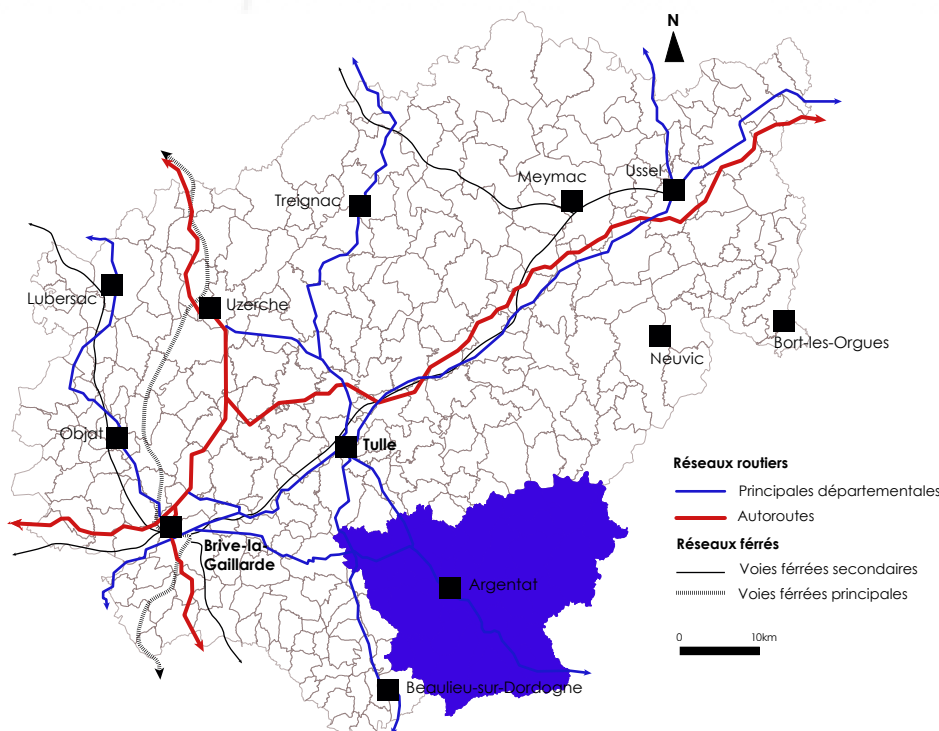 N
Ussel
Meymac
Treignac
Lubersac
Uzerche
Bort-les-Orgues
Neuvic
Objat
Tulle
Réseaux routiers
Principales départementales
Autoroutes
Réseaux ferrés
Voies ferrées secondaires
Voies ferrées principales
Brive-la-
Gaillarde
Argentat
0 10km
Beaulieu-sur-Dordogne